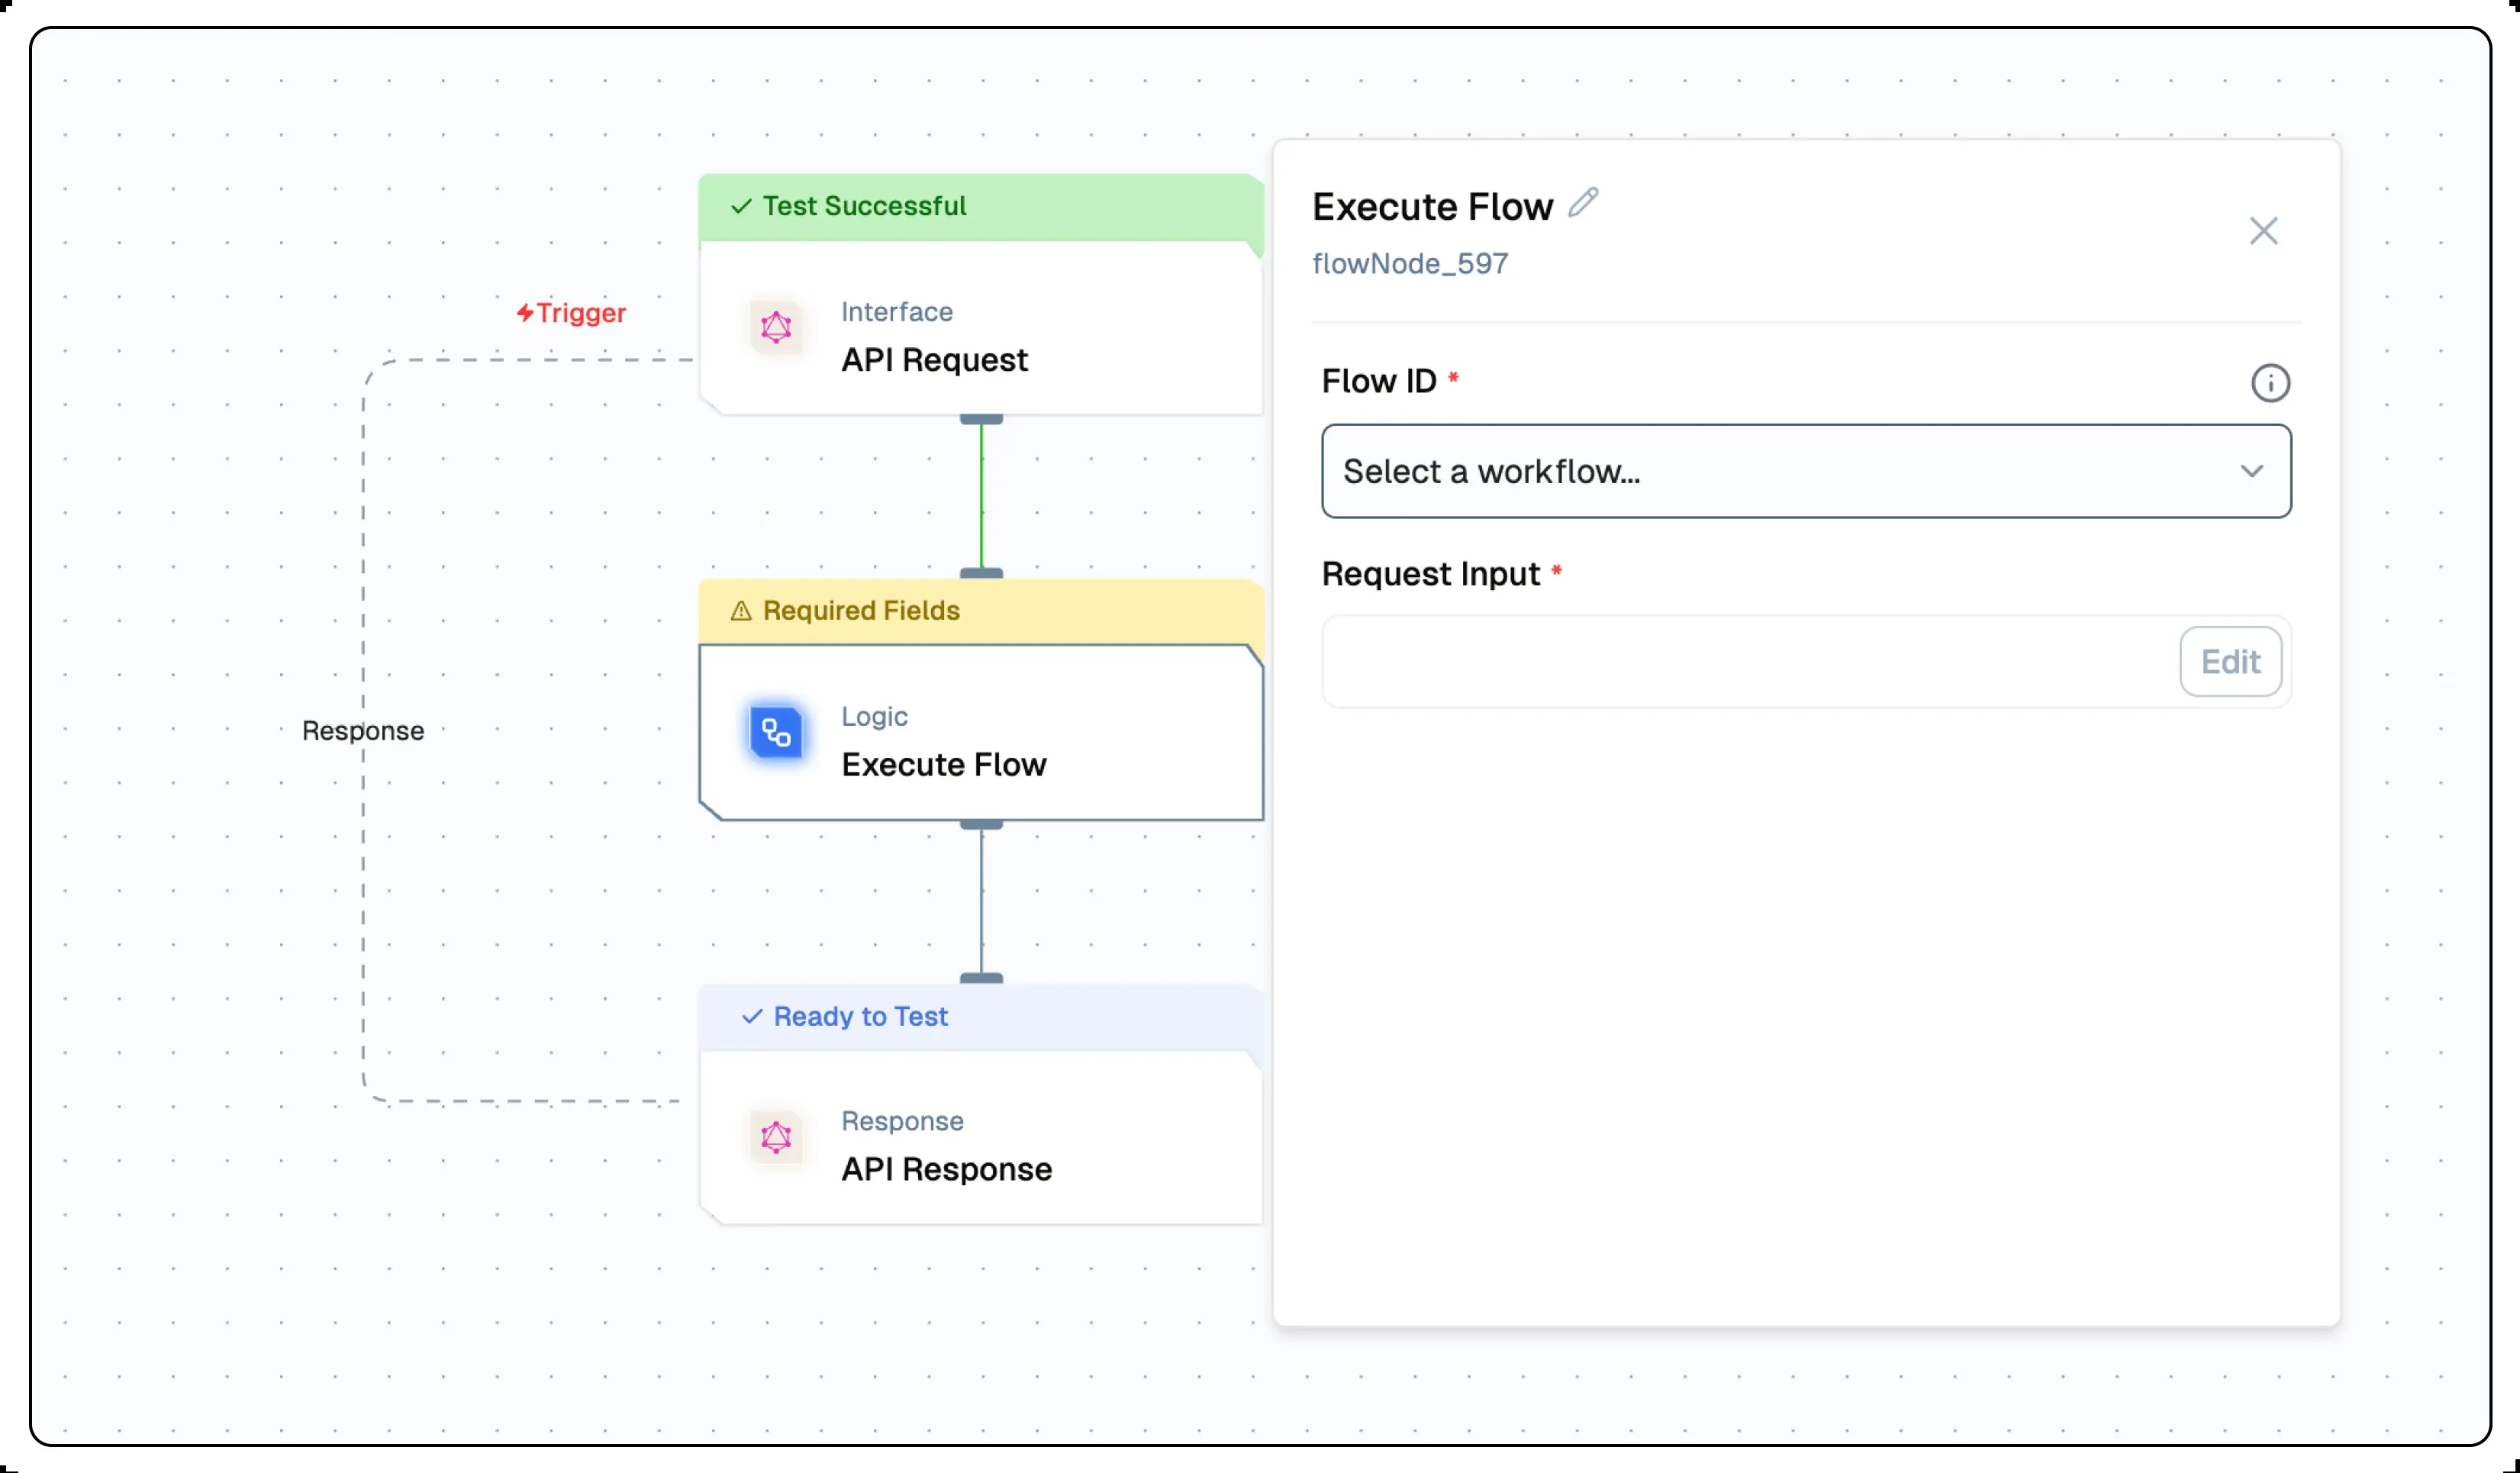 Test Successful
Trigger
Interface
API Request
Required Fields
Logic
Execute Flow
Response
Ready to Test
Response
API Response
Execute Flow
flowNode_597
Flow ID *
Select a workflow...
Request Input *
Edit